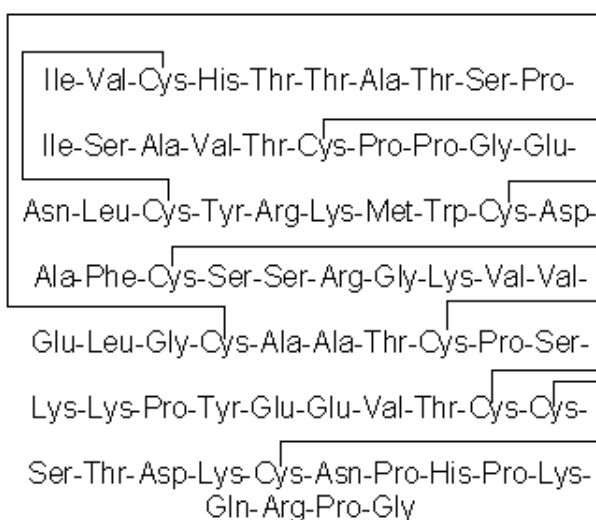 Ile-Val-Cys-His-Thr-Thr-Ala-Thr-Ser-Pro-
Ile-Ser-Ala-Val-Thr-Cys-Pro-Pro-Gly-Glu-
Asn-Leu-Cys-Tyr-Arg-Lys-Met-Trp-Cys-Asp-
Ala-Phe-Cys-Ser-Ser-Arg-Gly-Lys-Val-Val-
Glu-Leu-Gly-Cys-Ala-Ala-Thr-Cys-Pro-Ser-
Lys-Lys-Pro-Tyr-Glu-Glu-Val-Thr-Cys-Cys-
Ser-Thr-Asp-Lys-Cys-Asn-Pro-His-Pro-Lys-
Gln-Arg-Pro-Gly